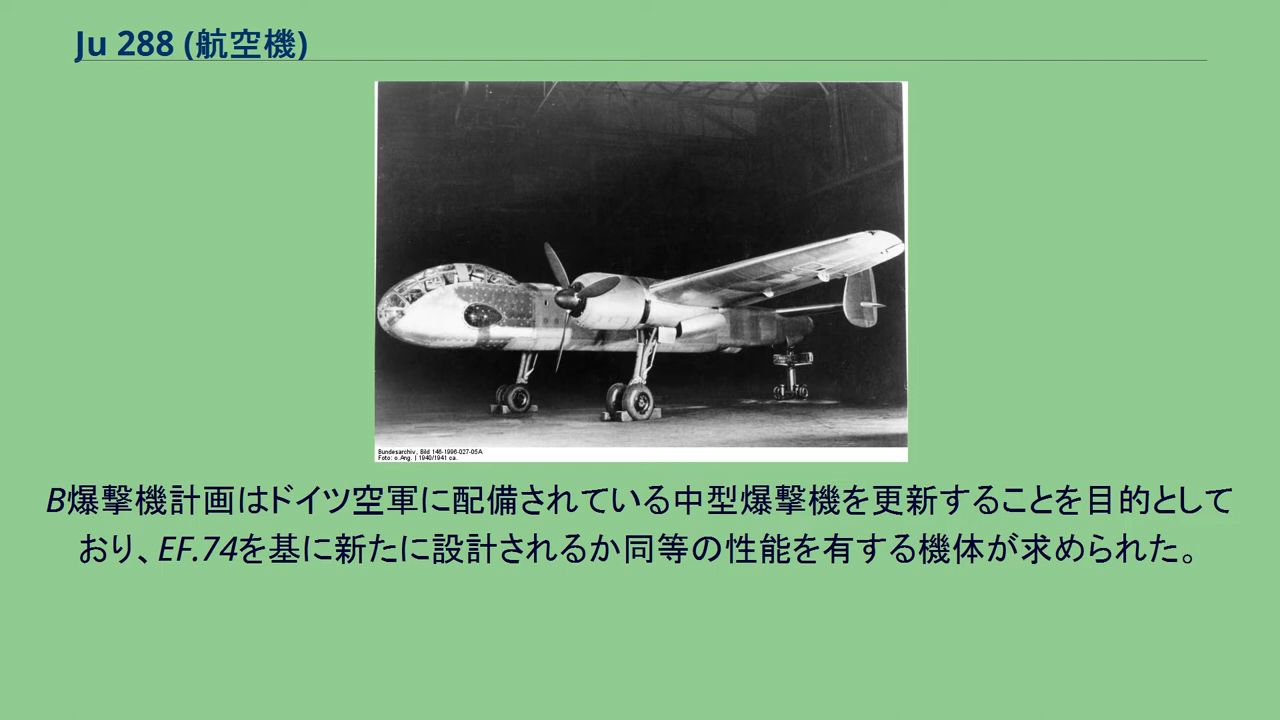 Ju 288 (航空機)
Bundesarchiv, Bild 146-1996-027-05A
Foto: o.Ang. | 1940/1941 ca.
B爆撃機計画はドイツ空軍に配備されている中型爆撃機を更新することを目的として
おり、EF.74を基に新たに設計されるか同等の性能を有する機体が求められた。